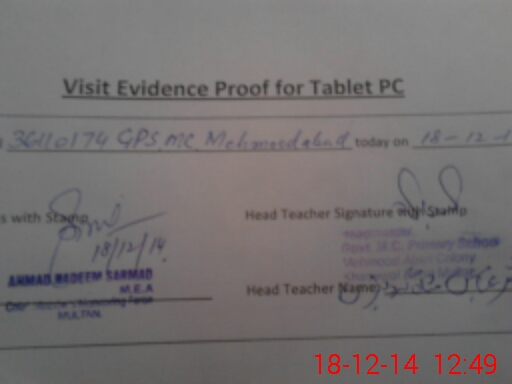 Visit Evidence Proof for Tablet PC
36110174 GPS MC Mehmoodabad today on 18-12-1
s with Stamp
18/12/14
AHMAD NADEEM SARMAD
M.E.A
MULTAN.
Head Teacher Signature with Stamp
Govt. M.C. Primary School
Colony
Head Teacher Name
18-12-14 12:49